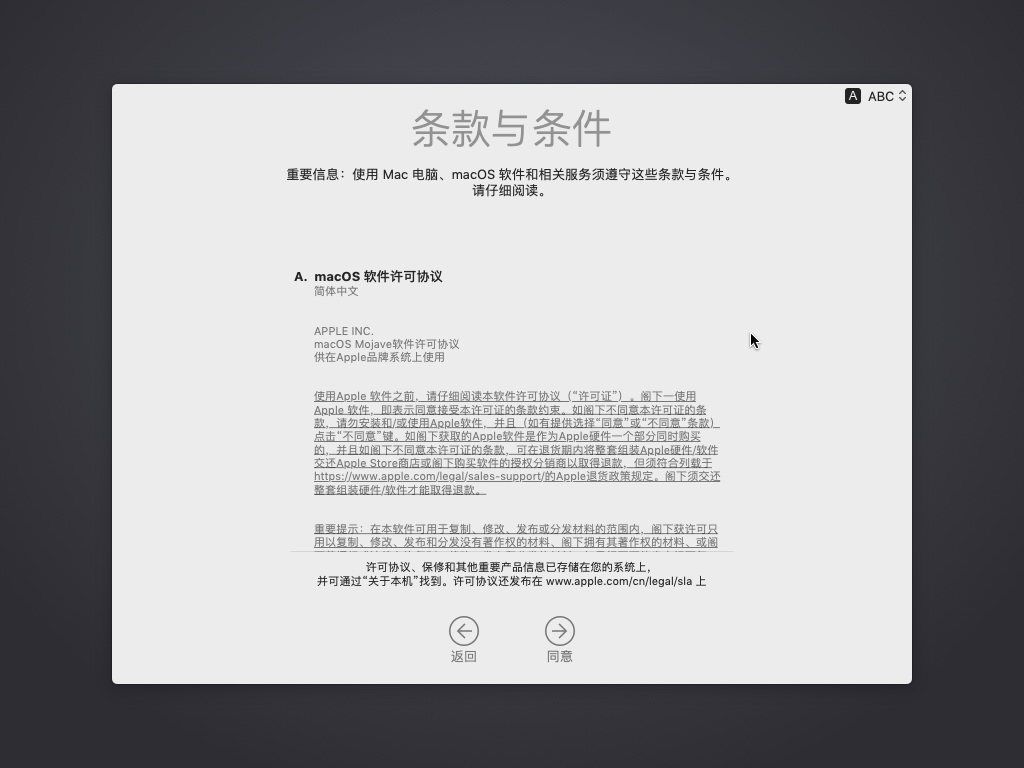 A ABC
条款与条件
重要信息：使用 Mac 电脑、macOS 软件和相关服务须遵守这些条款与条件。
请仔细阅读。
A. macOS 软件许可协议
简体中文
APPLE INC.
macOS Mojave软件许可协议
供在Apple品牌系统上使用
使用Apple 软件之前，请仔细阅读本软件许可协议（“许可证”）。阁下一使用
Apple 软件，即表示同意接受本许可证的条款约束。如阁下不同意本许可证的条
款，请勿安装和/或使用Apple软件，并且（如有提供选择“同意”或“不同意”条款）
点击“不同意”键。如阁下获取的Apple软件是作为Apple硬件一个部分同时购买
的，并且如阁下不同意本许可证的条款，可在退货期内将整套组装Apple硬件/软件
交还Apple Store商店或阁下购买软件的授权分销商以取得退款，但须符合列载于
https://www.apple.com/legal/sales-support/的Apple退货政策规定。阁下须交还
整套组装硬件/软件才能取得退款。
重要提示：在本软件可用于复制、修改、发布或分发材料的范围内，阁下获许可只
用以复制、修改、发布和分发没有著作权的材料、阁下拥有其著作权的材料、或阁
许可协议、保修和其他重要产品信息已存储在您的系统上，
并可通过“关于本机”找到。许可协议还发布在 www.apple.com/cn/legal/sla 上
返回 同意